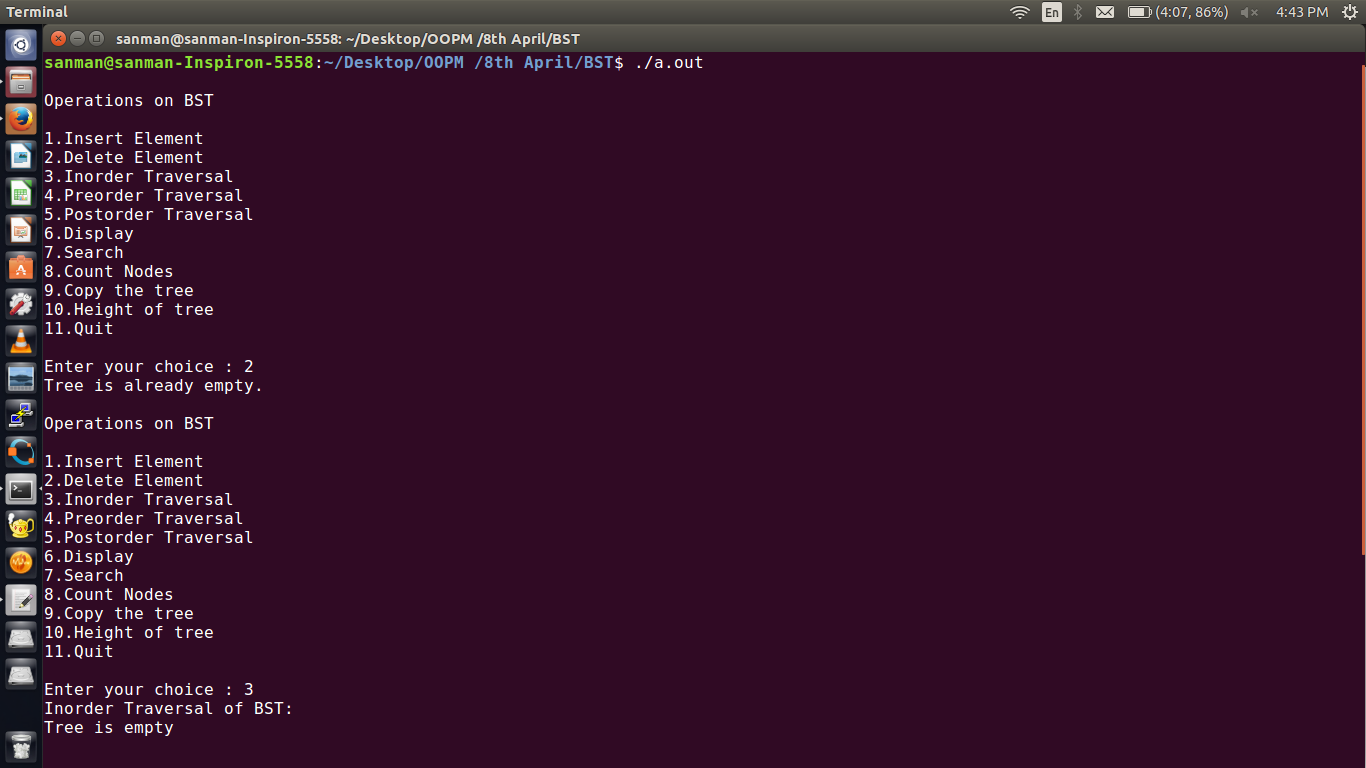 Terminal
En
(4:07, 86%)
4:43 PM
sanman@sanman-Inspiron-5558: ~/Desktop/OOPM /8th April/BST
sanman@sanman-Inspiron-5558:~/Desktop/OOPM /8th April/BST$ ./a.out
Operations on BST
1.Insert Element
2.Delete Element
3.Inorder Traversal
4.Preorder Traversal
5.Postorder Traversal
6.Display
7.Search
8.Count Nodes
9.Copy the tree
10.Height of tree
11.Quit
Enter your choice : 2
Tree is already empty.
Operations on BST
1.Insert Element
2.Delete Element
3.Inorder Traversal
4.Preorder Traversal
5.Postorder Traversal
6.Display
7.Search
8.Count Nodes
9.Copy the tree
10.Height of tree
11.Quit
Enter your choice : 3
Inorder Traversal of BST:
Tree is empty